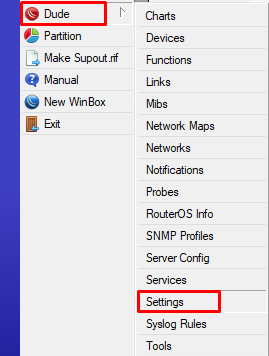 Dude
Partition
Make Supout.rif
Manual
New WinBox
Exit
Charts
Devices
Functions
Links
Mibs
Network Maps
Networks
Notifications
Probes
RouterOS Info
SNMP Profiles
Server Config
Services
Settings
Syslog Rules
Tools